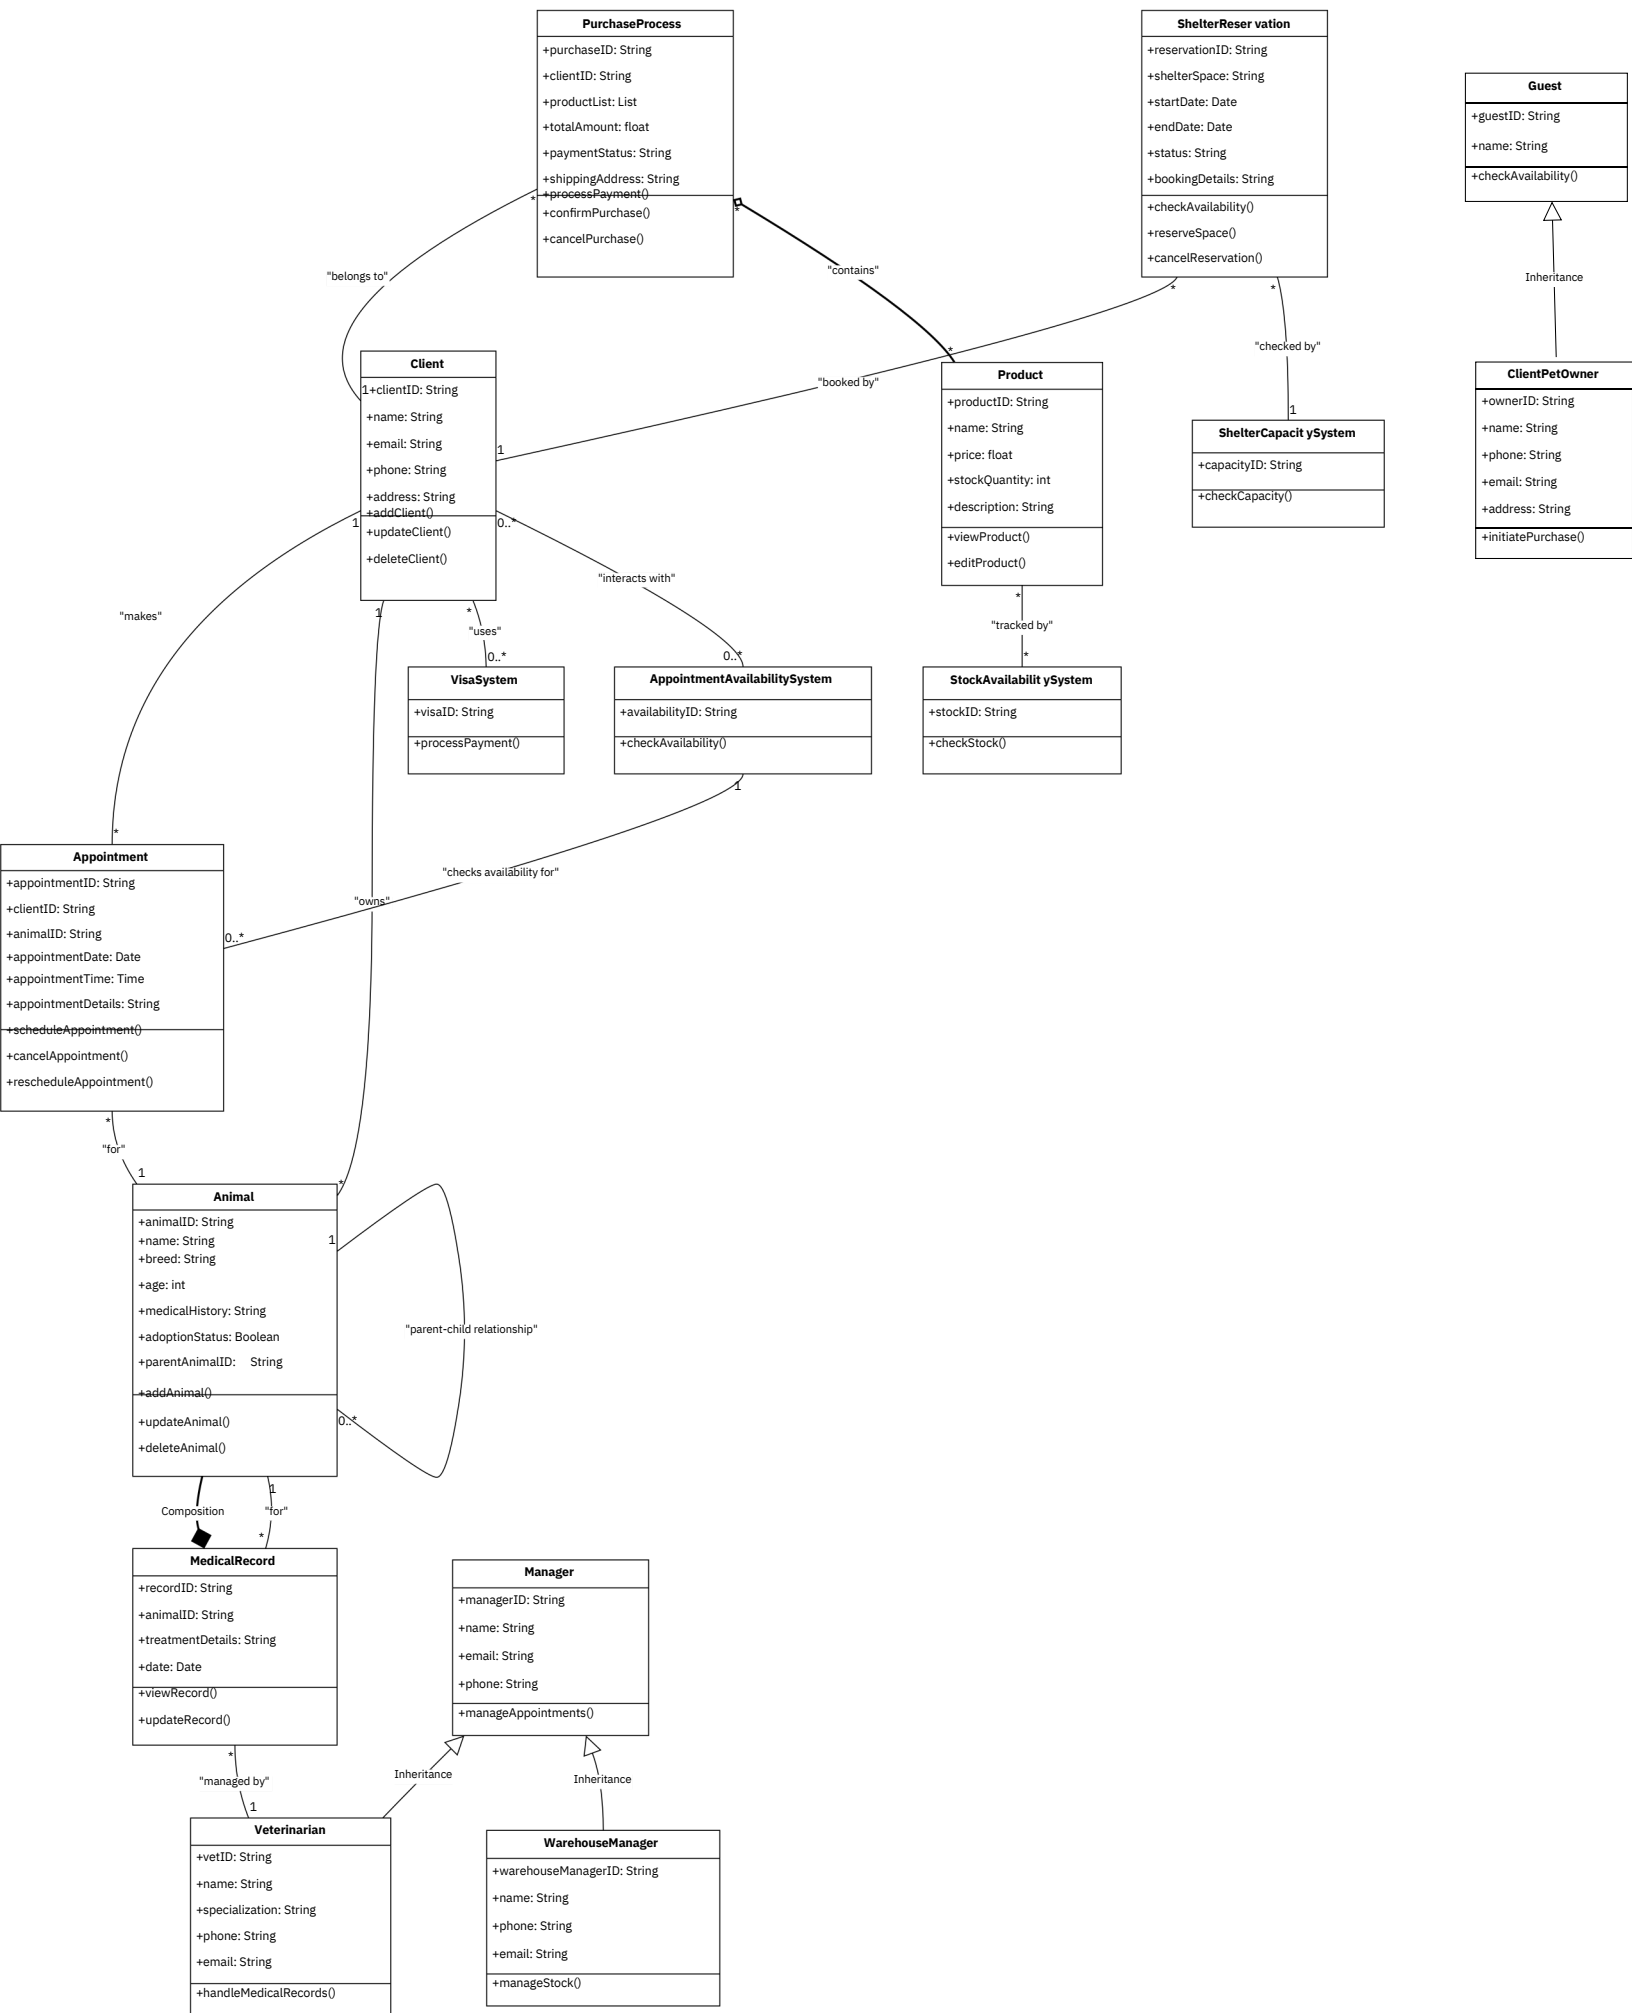 PurchaseProcess
+purchaseID: String
+clientID: String
+productList: List
+totalAmount: float
+paymentStatus: String
+shippingAddress: String
+processPayment()
+confirmPurchase()
+cancelPurchase()
*
*
ShelterReser vation
+reservationID: String
+shelterSpace: String
+startDate: Date
+endDate: Date
+status: String
+bookingDetails: String
+checkAvailability()
+reserveSpace()
+cancelReservation()
*
*
Guest
+guestID: String
+name: String
+checkAvailability()
"belongs to"
"contains"
Inheritance
"checked by"
"booked by"
Client
1+clientID: String
+name: String
+email: String
+phone: String
+address: String
+addClient()
+updateClient()
+deleteClient()
1
1
0..*
1
*
*
Product
+productID: String
+name: String
+price: float
+stockQuantity: int
+description: String
+viewProduct()
+editProduct()
*
1
ShelterCapacit ySystem
+capacityID: String
+checkCapacity()
ClientPetOwner
+ownerID: String
+name: String
+phone: String
+email: String
+address: String
+initiatePurchase()
"makes"
"uses"
"interacts with"
"tracked by"
0..*
0..*
*
VisaSystem
+visaID: String
+processPayment()
AppointmentAvailabilitySystem
+availabilityID: String
+checkAvailability()
1
StockAvailabilit ySystem
+stockID: String
+checkStock()
"checks availability for"
"owns"
*
Appointment
+appointmentID: String
+clientID: String
+animalID: String
+appointmentDate: Date
+appointmentTime: Time
+appointmentDetails: String
+scheduleAppointment()
+cancelAppointment()
+rescheduleAppointment()
0..*
*
"for"
1
*
Animal
+animalID: String
+name: String
+breed: String
+age: int
+medicalHistory: String
+adoptionStatus: Boolean
+parentAnimalID: String
+addAnimal()
+updateAnimal()
+deleteAnimal()
1
"parent-child relationship"
0..*
1
Composition
"for"
*
MedicalRecord
+recordID: String
+animalID: String
+treatmentDetails: String
+date: Date
+viewRecord()
+updateRecord()
*
"managed by"
1
Manager
+managerID: String
+name: String
+email: String
+phone: String
+manageAppointments()
Inheritance
Inheritance
Veterinarian
+vetID: String
+name: String
+specialization: String
+phone: String
+email: String
+handleMedicalRecords()
WarehouseManager
+warehouseManagerID: String
+name: String
+phone: String
+email: String
+manageStock()